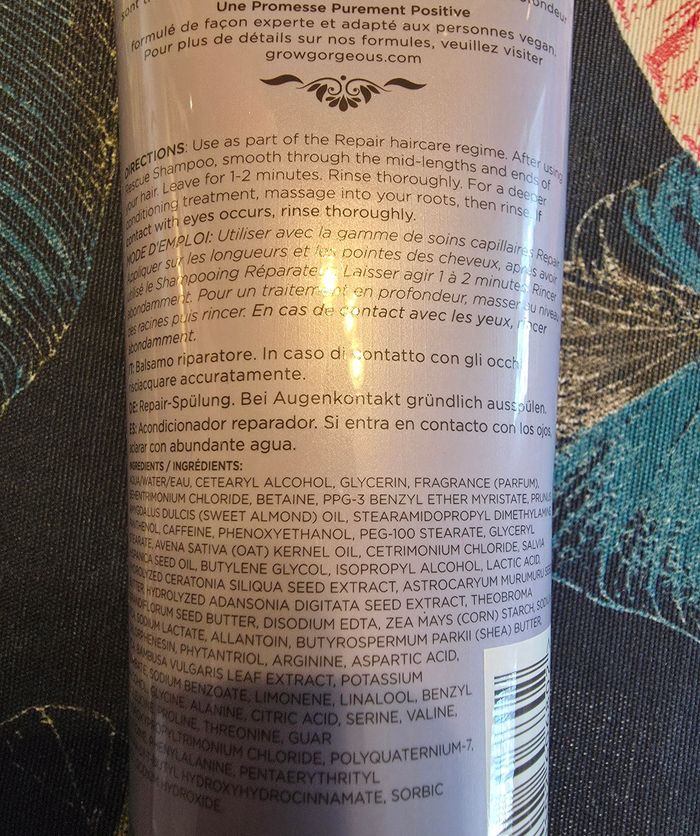 sont
Une Promesse Purement Positive
formulé de façon experte et adapté aux personnes vegan.
Pour plus de détails sur nos formules, veuillez visiter
growgorgeous.com
DIRECTIONS: Use as part of the Repair haircare regime. After using
Rescue Shampoo, smooth through the mid-lengths and ends of
your hair. Leave for 1-2 minutes. Rinse thoroughly. For a deeper
conditioning treatment, massage into your roots, then rinse. If
contact with eyes occurs, rinse thoroughly.
MODE D'EMPLOI: Utiliser avec la gamme de soins capillaires Repair
Appliquer sur les longueurs et les pointes des cheveux, après avoir
utilisé le Shampooing Réparateur. Laisser agir 1 à 2 minutes. Rincer
abondamment. Pour un traitement en profondeur, masser au niveau
des racines puis rincer. En cas de contact avec les yeux, rincer
abondamment.
IT: Balsamo riparatore. In caso di contatto con gli occhi
risciacquare accuratamente.
DE: Repair-Spülung. Bei Augenkontakt gründlich ausspülen.
ES: Acondicionador reparador. Si entra en contacto con los ojos,
aclarar con abundante agua.
INGREDIENTS / INGRÉDIENTS:
AQUA/WATER/EAU, CETEARYL ALCOHOL, GLYCERIN, FRAGRANCE (PARFUM),
BEHENTRIMONIUM CHLORIDE, BETAINE, PPG-3 BENZYL ETHER MYRISTATE, PRUNUS
AMYGDALUS DULCIS (SWEET ALMOND) OIL, STEARAMIDOPROPYL DIMETHYLAMINE,
PANTHENOL, CAFFEINE, PHENOXYETHANOL, PEG-100 STEARATE, GLYCERYL
STEARATE, AVENA SATIVA (OAT) KERNEL OIL, CETRIMONIUM CHLORIDE, SALVIA
HISPANICA SEED OIL, BUTYLENE GLYCOL, ISOPROPYL ALCOHOL, LACTIC ACID,
HYDROLYZED CERATONIA SILIQUA SEED EXTRACT, ASTROCARYUM MURUMURU SEED
BUTTER, HYDROLYZED ADANSONIA DIGITATA SEED EXTRACT, THEOBROMA
GRANDIFLORUM SEED BUTTER, DISODIUM EDTA, ZEA MAYS (CORN) STARCH, SODIUM
SODIUM LACTATE, ALLANTOIN, BUTYROSPERMUM PARKII (SHEA) BUTTER,
CHLORPHENESIN, PHYTANTRIOL, ARGININE, ASPARTIC ACID,
BAMBUSA VULGARIS LEAF EXTRACT, POTASSIUM
SODIUM BENZOATE, LIMONENE, LINALOOL, BENZYL
GLYCINE, ALANINE, CITRIC ACID, SERINE, VALINE,
PROLINE, THREONINE, GUAR
HYDROXYPROPYLTRIMONIUM CHLORIDE, POLYQUATERNIUM-7,
PHENYLALANINE, PENTAERYTHRITYL
HYDROXYHYDROCINNAMATE, SORBIC
HYDROXIDE